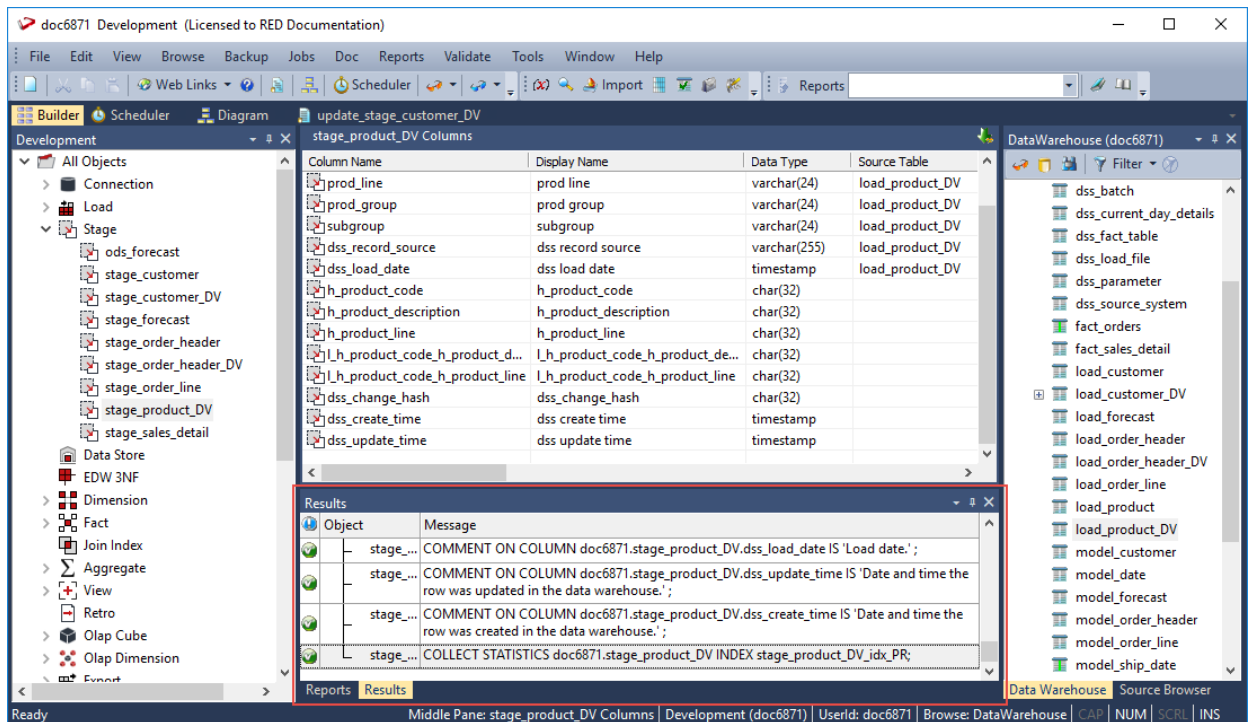 doc6871 Development (Licensed to RED Documentation)
File Edit View Browse Backup Jobs Doc Reports Validate Tools Window Help
Web Links Scheduler Import Reports
Builder Scheduler Diagram update_stage_customer_DV
Development
All Objects
Connection
Load
Stage
ods_forecast
stage_customer
stage_customer_DV
stage_forecast
stage_order_header
stage_order_header_DV
stage_order_line
stage_product_DV
stage_sales_detail
Data Store
EDW 3NF
Dimension
Fact
Join Index
Aggregate
View
Retro
Olap Cube
Olap Dimension
Export
stage_product_DV Columns
Column Name Display Name Data Type Source Table
prod_line prod line varchar(24) load_product_DV
prod_group prod group varchar(24) load_product_DV
subgroup subgroup varchar(24) load_product_DV
dss_record_source dss record source varchar(255) load_product_DV
dss_load_date dss load date timestamp load_product_DV
h_product_code h_product_code char(32)
h_product_description h_product_description char(32)
h_product_line h_product_line char(32)
l_h_product_code_h_product_d... l_h_product_code_h_product_de... char(32)
l_h_product_code_h_product_line l_h_product_code_h_product_line char(32)
dss_change_hash dss_change_hash char(32)
dss_create_time dss create time timestamp
dss_update_time dss update time timestamp
Results
Object Message
stage_... COMMENT ON COLUMN doc6871.stage_product_DV.dss_load_date IS 'Load date.' ;
stage_... COMMENT ON COLUMN doc6871.stage_product_DV.dss_update_time IS 'Date and time the
row was updated in the data warehouse.' ;
stage_... COMMENT ON COLUMN doc6871.stage_product_DV.dss_create_time IS 'Date and time the
row was created in the data warehouse.' ;
stage_... COLLECT STATISTICS doc6871.stage_product_DV INDEX stage_product_DV_idx_PR;
Reports Results
DataWarehouse (doc6871)
Filter
dss_batch
dss_current_day_details
dss_fact_table
dss_load_file
dss_parameter
dss_source_system
fact_orders
fact_sales_detail
load_customer
load_customer_DV
load_forecast
load_order_header
load_order_header_DV
load_order_line
load_product
load_product_DV
model_customer
model_date
model_forecast
model_order_header
model_order_line
model_ship_date
Data Warehouse Source Browser
Ready Middle Pane: stage_product_DV Columns Development (doc6871) UserId: doc6871 Browse: DataWarehouse CAP NUM SCRL INS